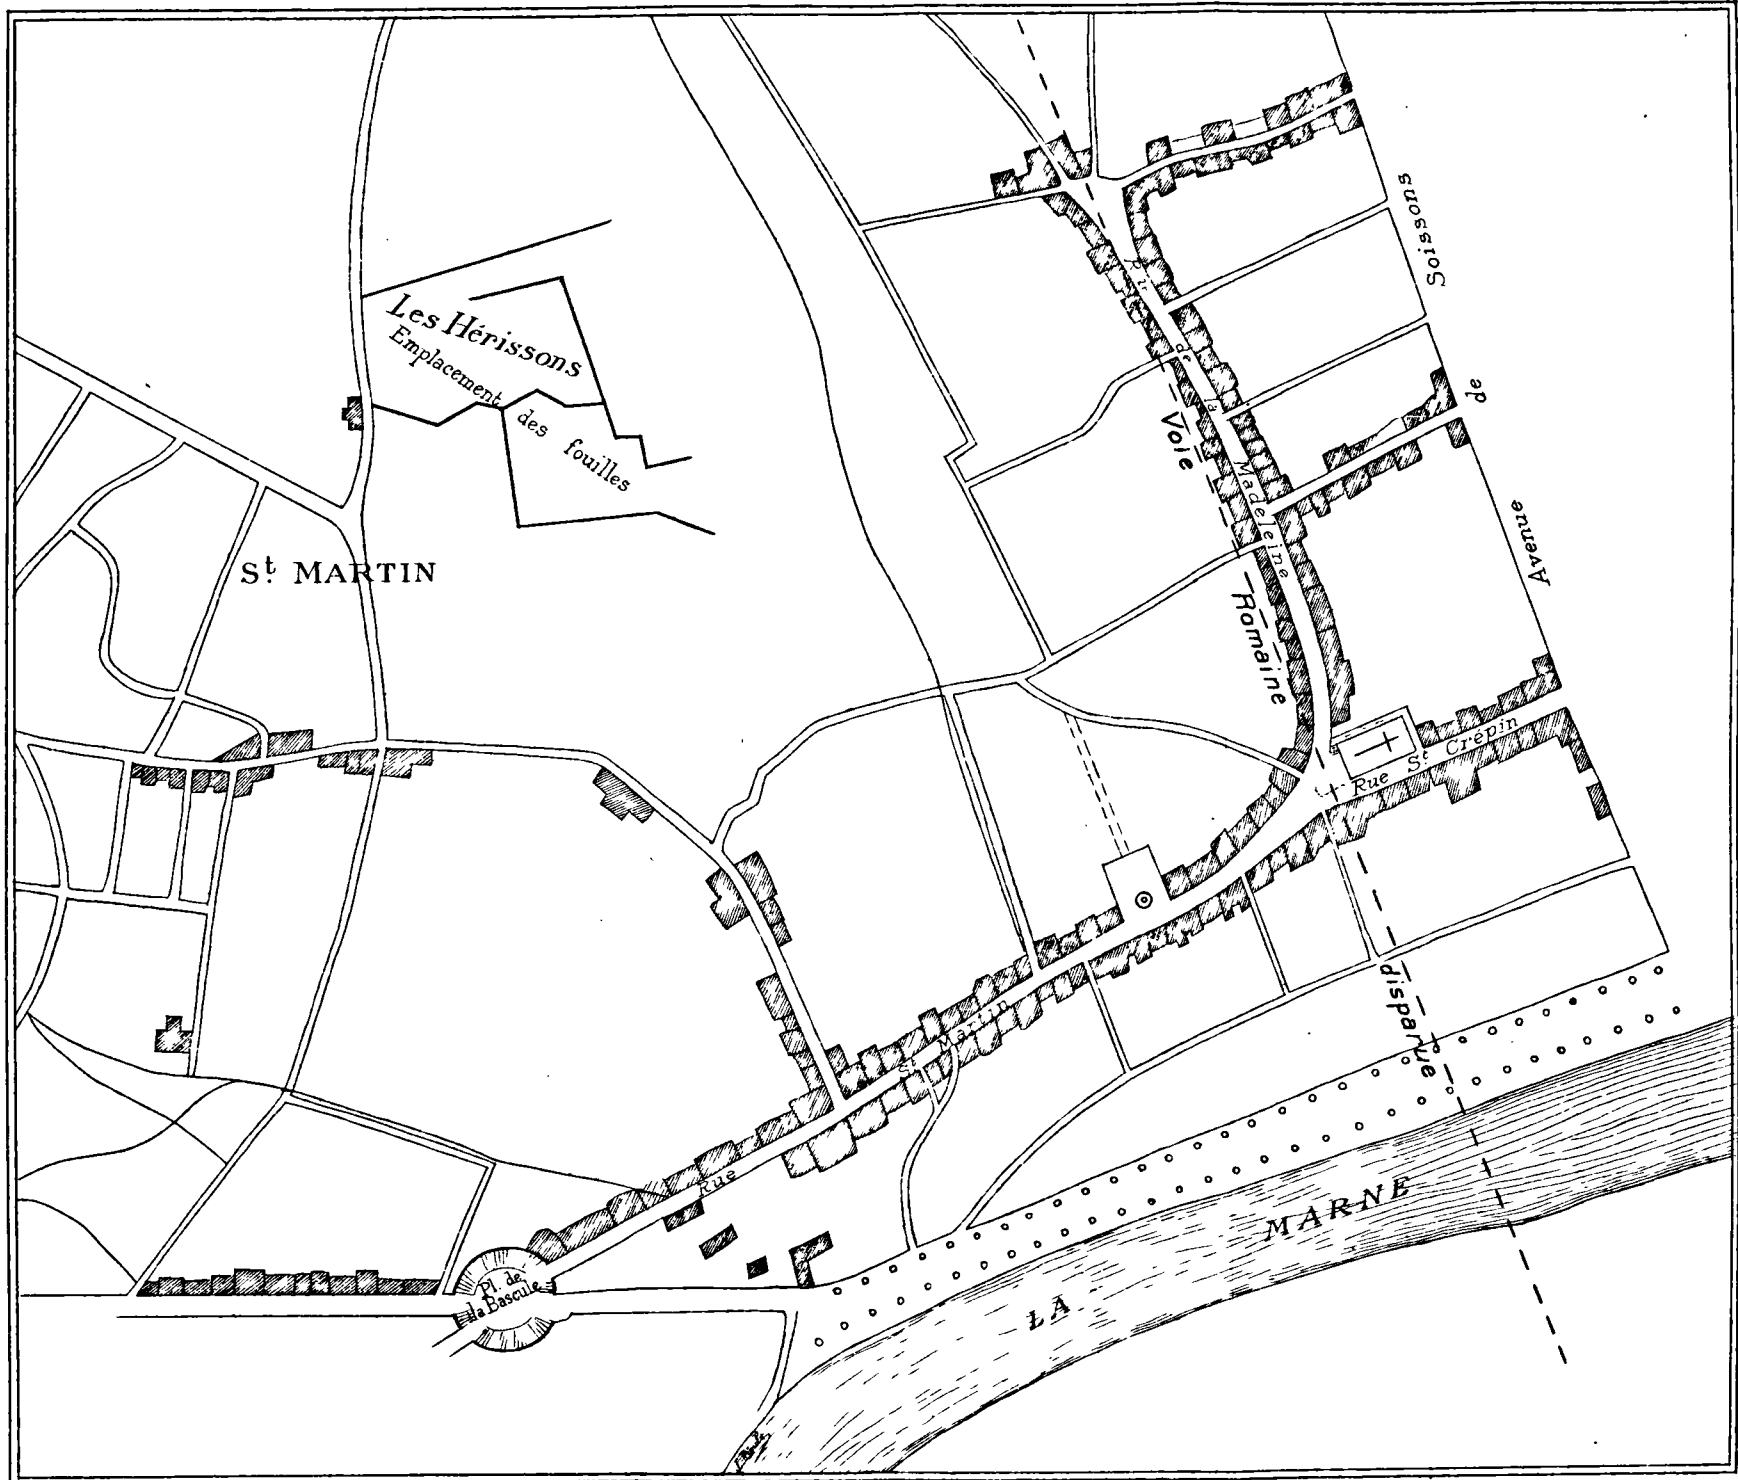 Les Hérissons
Emplacement des fouilles
St MARTIN
Soissons
de
Avenue
Rue de la Madeleine
Voie Romaine disparue
Rue St Crépin
Rue St Martin
Pl. de
la Bascule
LA MARNE